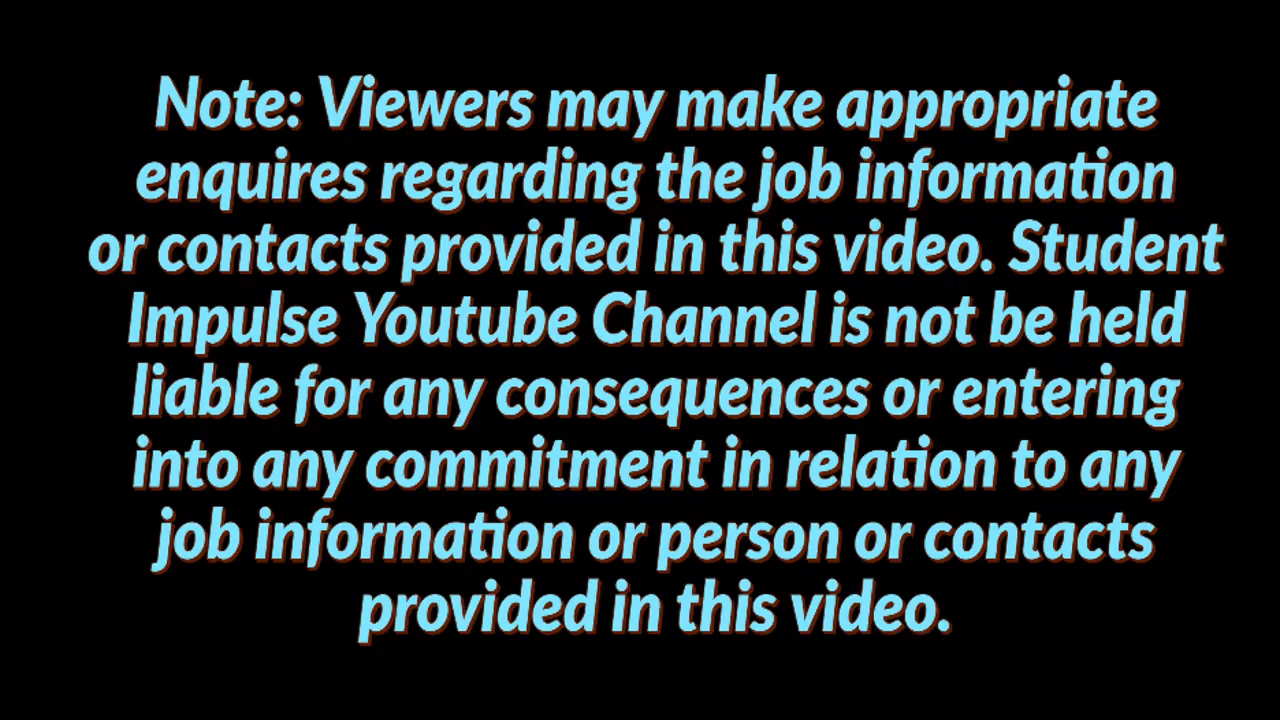 Note: Viewers may make appropriate
enquires regarding the job information
or contacts provided in this video. Student
Impulse Youtube Channel is not be held
liable for any consequences or entering
into any commitment in relation to any
job information or person or contacts
provided in this video.